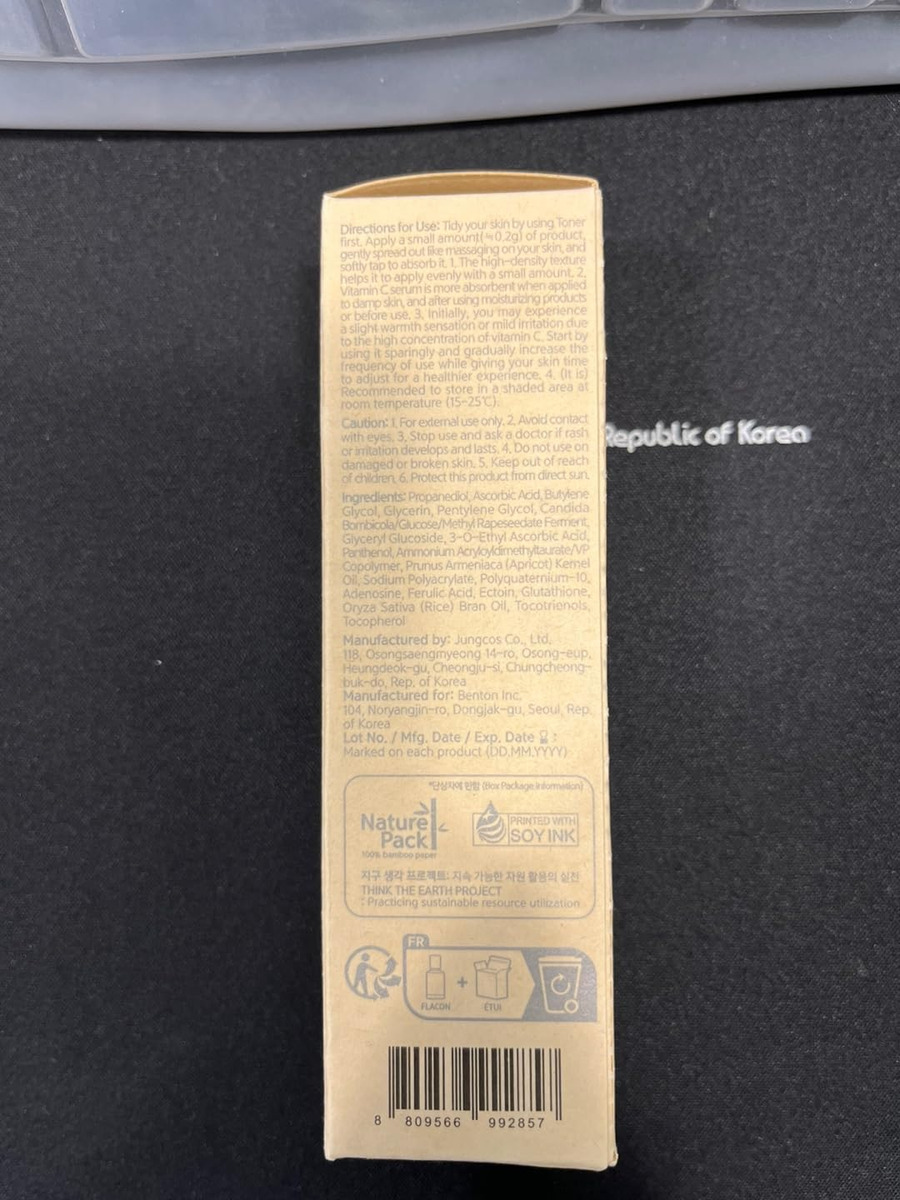 Directions for Use: Tidy your skin by using Toner
first. Apply a small amount(≒0.2g) of product,
gently spread out like massaging on your skin, and
softly tap to absorb it. 1. The high-density texture
helps it to apply evenly with a small amount. 2.
Vitamin C serum is more absorbent when applied
to damp skin, and after using moisturizing products
or before use. 3. Initially, you may experience
a slight warmth sensation or mild irritation due
to the high concentration of vitamin C. Start by
using it sparingly and gradually increase the
frequency of use while giving your skin time
to adjust for a healthier experience. 4. (It is)
Recommended to store in a shaded area at
room temperature (15~25℃).
Caution: 1. For external use only. 2. Avoid contact
with eyes. 3. Stop use and ask a doctor if rash
or irritation develops and lasts. 4. Do not use on
damaged or broken skin. 5. Keep out of reach
of children. 6. Protect this product from direct sun.
Republic of Korea
Ingredients: Propanediol, Ascorbic Acid, Butylene
Glycol, Glycerin, Pentylene Glycol, Candida
Bombicola/Glucose/Methyl Rapeseedate Ferment,
Glyceryl Glucoside, 3-O-Ethyl Ascorbic Acid,
Panthenol, Ammonium Acryloyldimethyltaurate/VP
Copolymer, Prunus Armeniaca (Apricot) Kernel
Oil, Sodium Polyacrylate, Polyquaternium-10,
Adenosine, Ferulic Acid, Ectoin, Glutathione,
Oryza Sativa (Rice) Bran Oil, Tocotrienols,
Tocopherol
Manufactured by: Jungcos Co., Ltd.
118, Osongsaengmyeong 14-ro, Osong-eup,
Heungdeok-gu, Cheongju-si, Chungcheong-
buk-do, Rep. of Korea
Manufactured for: Benton Inc.
104, Noryangjin-ro, Dongjak-gu, Seoul, Rep.
of Korea
Lot No. / Mfg. Date / Exp. Date :
Marked on each product (DD.MM.YYYY)
*단상자에 한함 (Box Package Information)
Nature
Pack
100% bamboo paper
PRINTED WITH
SOY INK
지구 생각 프로젝트: 지속 가능한 자원 활용의 실천
THINK THE EARTH PROJECT
: Practicing sustainable resource utilization
FR
FLACON + ÉTUI
8 809566 992857